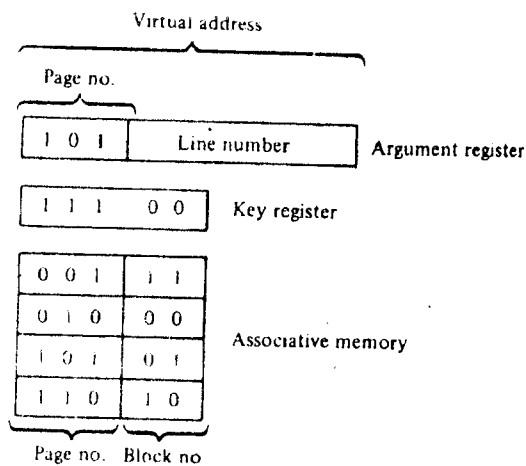 Virtual address
Page no.
1 0 1 Line number Argument register
1 1 1 0 0 Key register
0 0 1 1 1
0 1 0 0 0
Associative memory
1 0 1 0 1
1 1 0 1 0
Page no. Block no